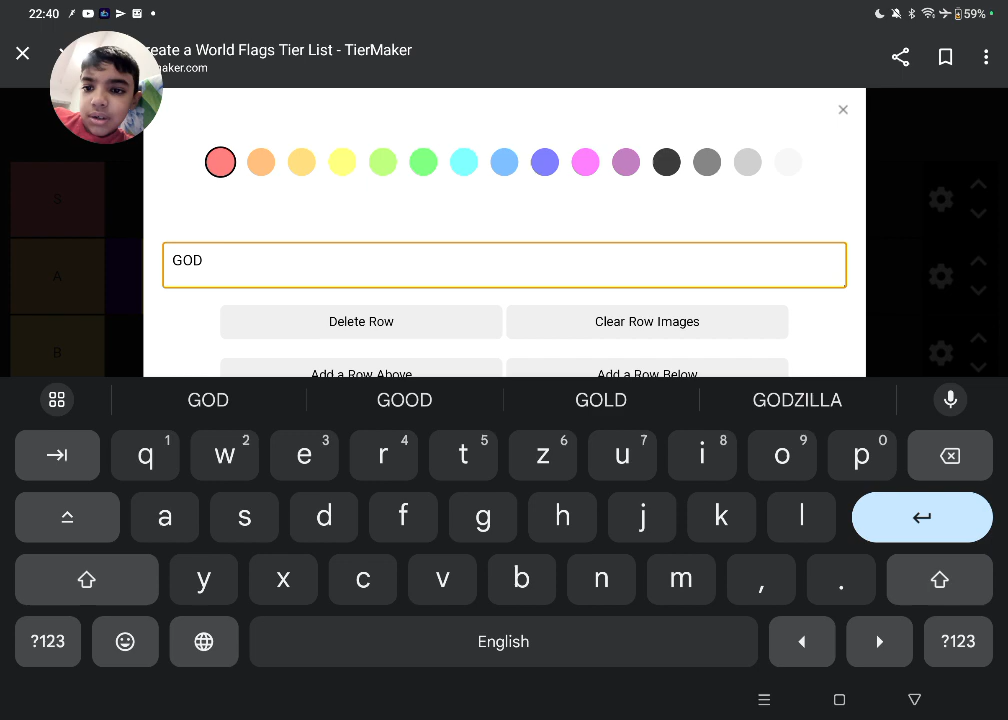 22:40
59%
reate a World Flags Tier List - TierMaker
maker.com
S
A
B
GOD
Delete Row
Clear Row Images
Add a Row Above
Add a Row Below
GOD GOOD GOLD GODZILLA
q 1 w 2 e 3 r 4 t 5 z 6 u 7 i 8 o 9 p 0
a s d f g h j k l
y x c v b n m , .
?123 English ?123